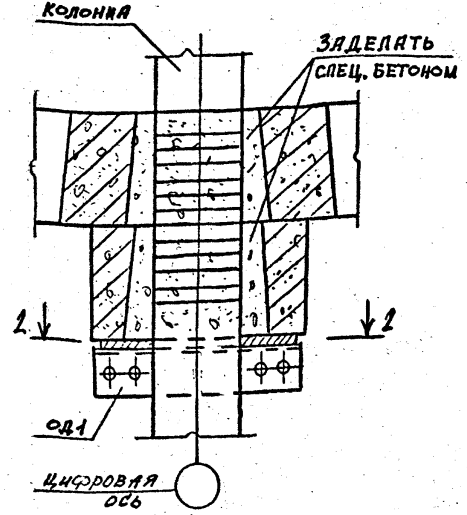 КОЛОННА
ЗАДЕЛАТЬ
СПЕЦ. БЕТОНОМ
2
2
ОД1
ЦИФРОВАЯ
ОСЬ